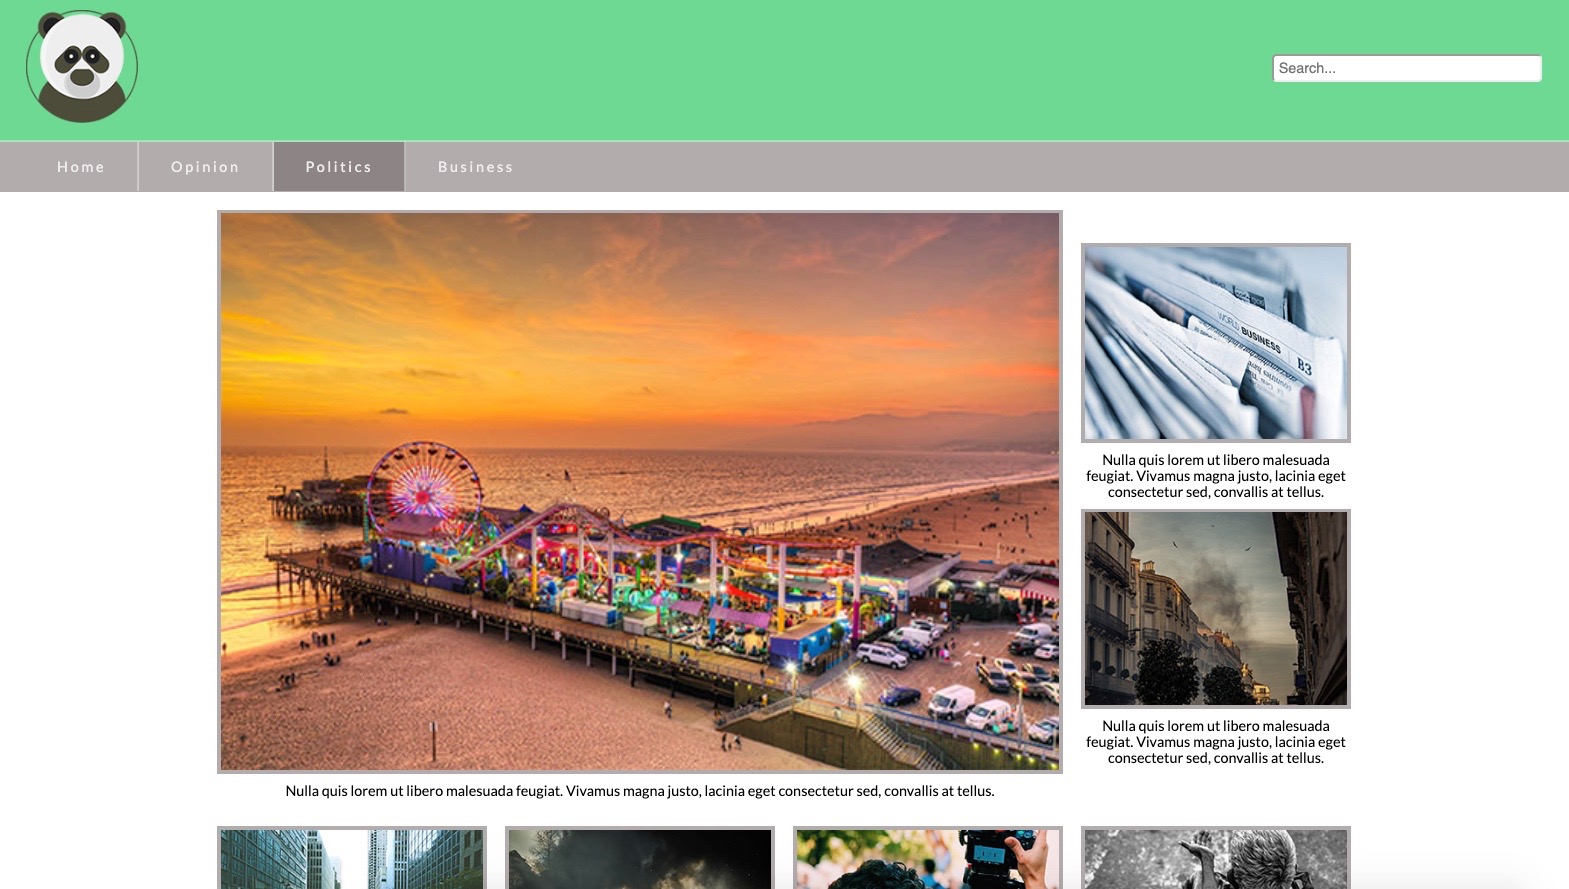 Search...
Home
Opinion
Politics
Business
WORLD BUSINESS
B3
Nulla quis lorem ut libero malesuada
feugiat. Vivamus magna justo, lacinia eget
consectetur sed, convallis at tellus.
Nulla quis lorem ut libero malesuada
feugiat. Vivamus magna justo, lacinia eget
consectetur sed, convallis at tellus.
Nulla quis lorem ut libero malesuada feugiat. Vivamus magna justo, lacinia eget consectetur sed, convallis at tellus.